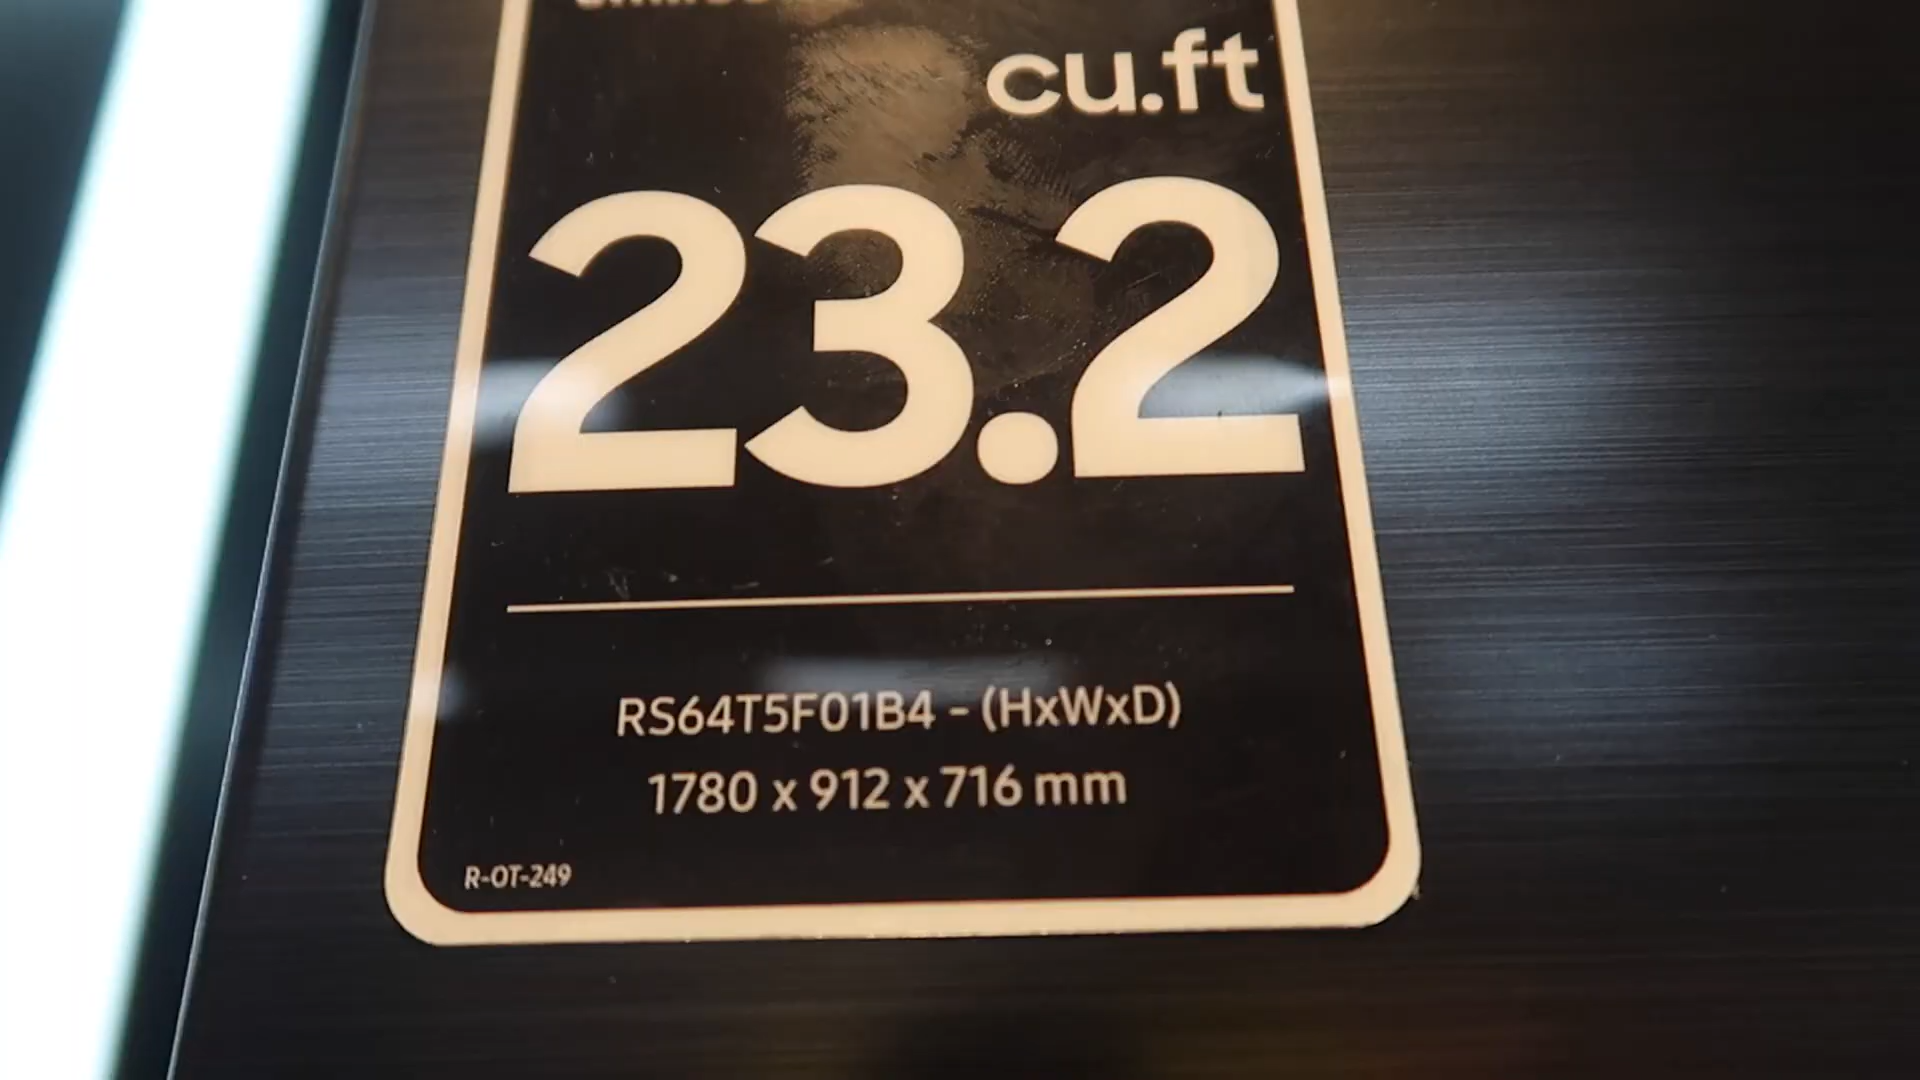 cu.ft
23.2
RS64T5F01B4 - (HxWxD)
1780 x 912 x 716 mm
R-OT-249